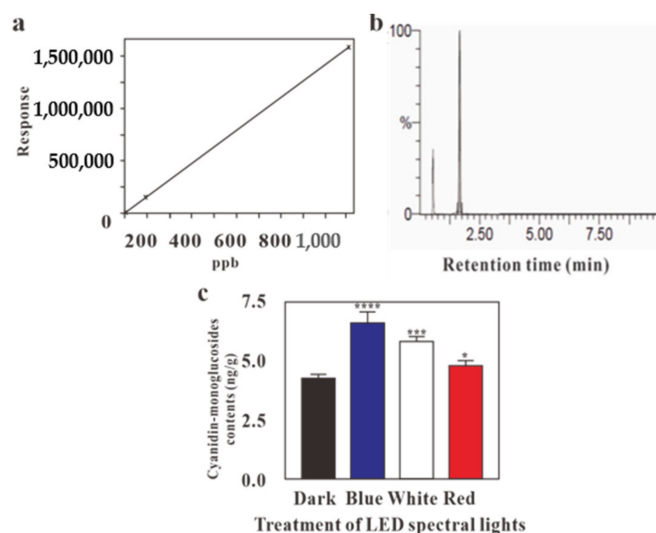 a
1,500,000
1,000,000
500,000
0
Response
200 400 600 800 1,000
ppb
b
100
%
0
2.50 7.50
Retention time (min)
c
7.5
5.0
2.5
0.0
Cyanidin-monoglucosides
contents (ng/g)
**** *** *
Dark Blue White Red
Treatment of LED spectral lights